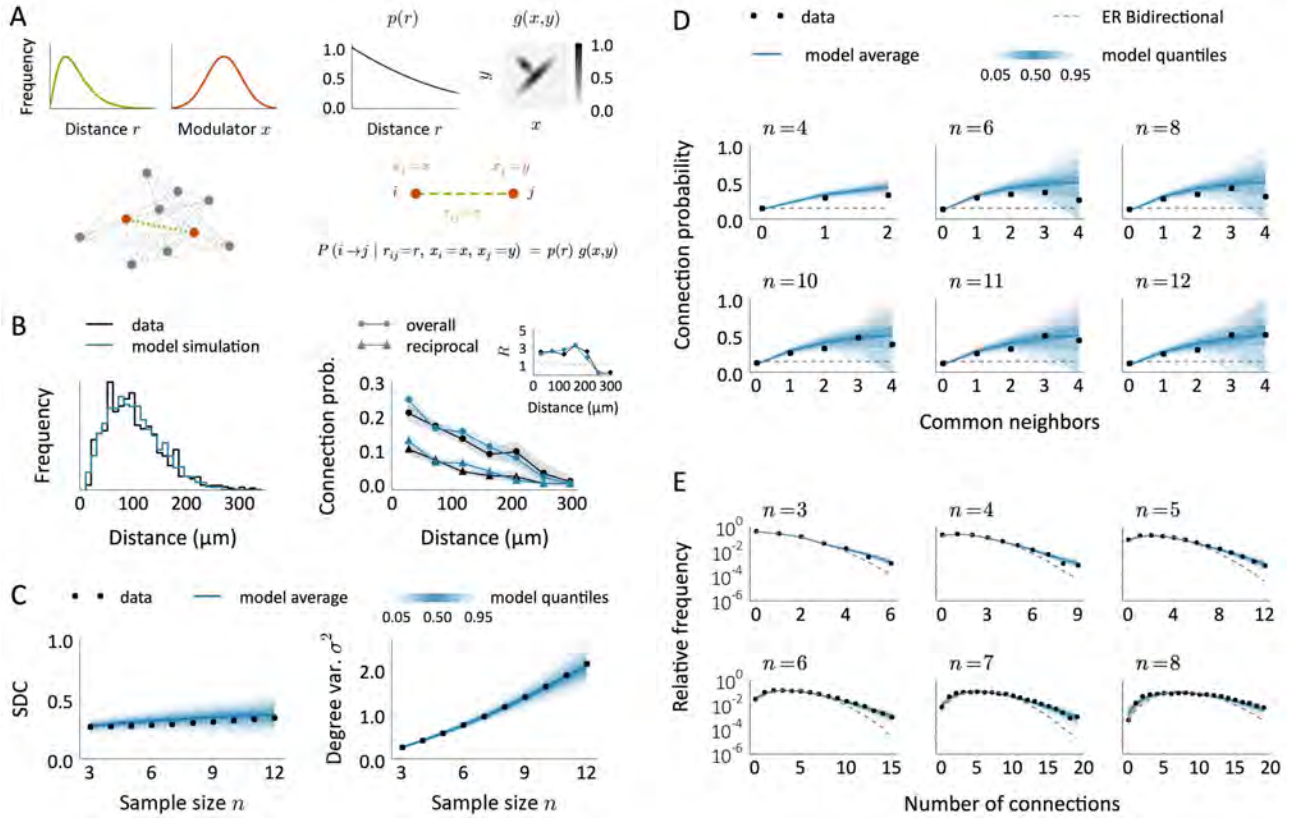 A
p(r)
g(x,y)
Frequency
1.0
0.5
0.0
y
1.0
0.5
0.0
Distance r
Modulator x
Distance r
x
x_j=y
i
j
r_ij=r
P (i→j | r_ij=r, x_i=x, x_j=y) = p(r) g(x,y)
B
data
model simulation
overall
reciprocal
Frequency
0 100 200 300
Distance (µm)
Connection prob.
0.3
0.2
0.1
0.0
0 100 200 300
Distance (µm)
R
5
3
1
0 100 200 300
Distance (µm)
C
data
model average
model quantiles
0.05 0.50 0.95
SDC
1.0
0.5
0.0
3 6 9 12
Sample size n
Degree var. σ²
2.0
1.0
0.0
3 6 9 12
Sample size n
D
data
ER Bidirectional
model average
model quantiles
0.05 0.50 0.95
Connection probability
n=4
n=6
n=8
1.0
0.5
0.0
0 1 2
0 1 2 3 4
0 1 2 3 4
n=10
n=11
n=12
1.0
0.5
0.0
0 1 2 3 4
0 1 2 3 4
0 1 2 3 4
Common neighbors
E
Relative frequency
n=3
n=4
n=5
10⁰
10⁻²
10⁻⁴
10⁻⁶
0 2 4 6
0 3 6 9
0 4 8 12
n=6
n=7
n=8
10⁰
10⁻²
10⁻⁴
10⁻⁶
0 5 10 15
0 5 10 15 20
0 5 10 15 20
Number of connections